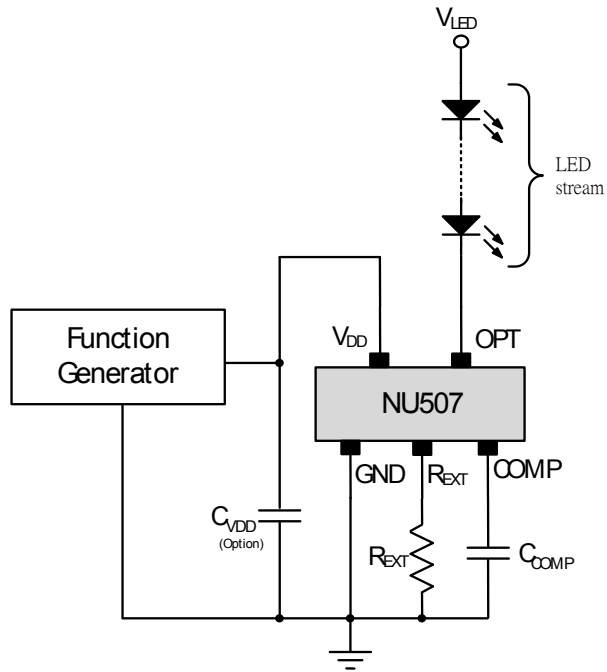 VLED
LED
stream
Function
Generator
VDD
OPT
NU507
GND
REXT
COMP
CVDD
(Option)
REXT
CCOMP